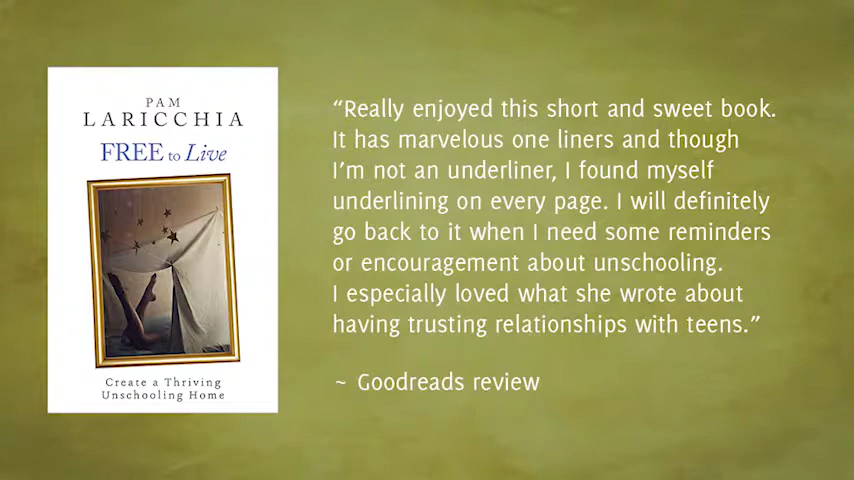 PAM
LARICCHIA
FREE to Live
Create a Thriving
Unschooling Home
“Really enjoyed this short and sweet book.
It has marvelous one liners and though
I’m not an underliner, I found myself
underlining on every page. I will definitely
go back to it when I need some reminders
or encouragement about unschooling.
I especially loved what she wrote about
having trusting relationships with teens.”
~ Goodreads review